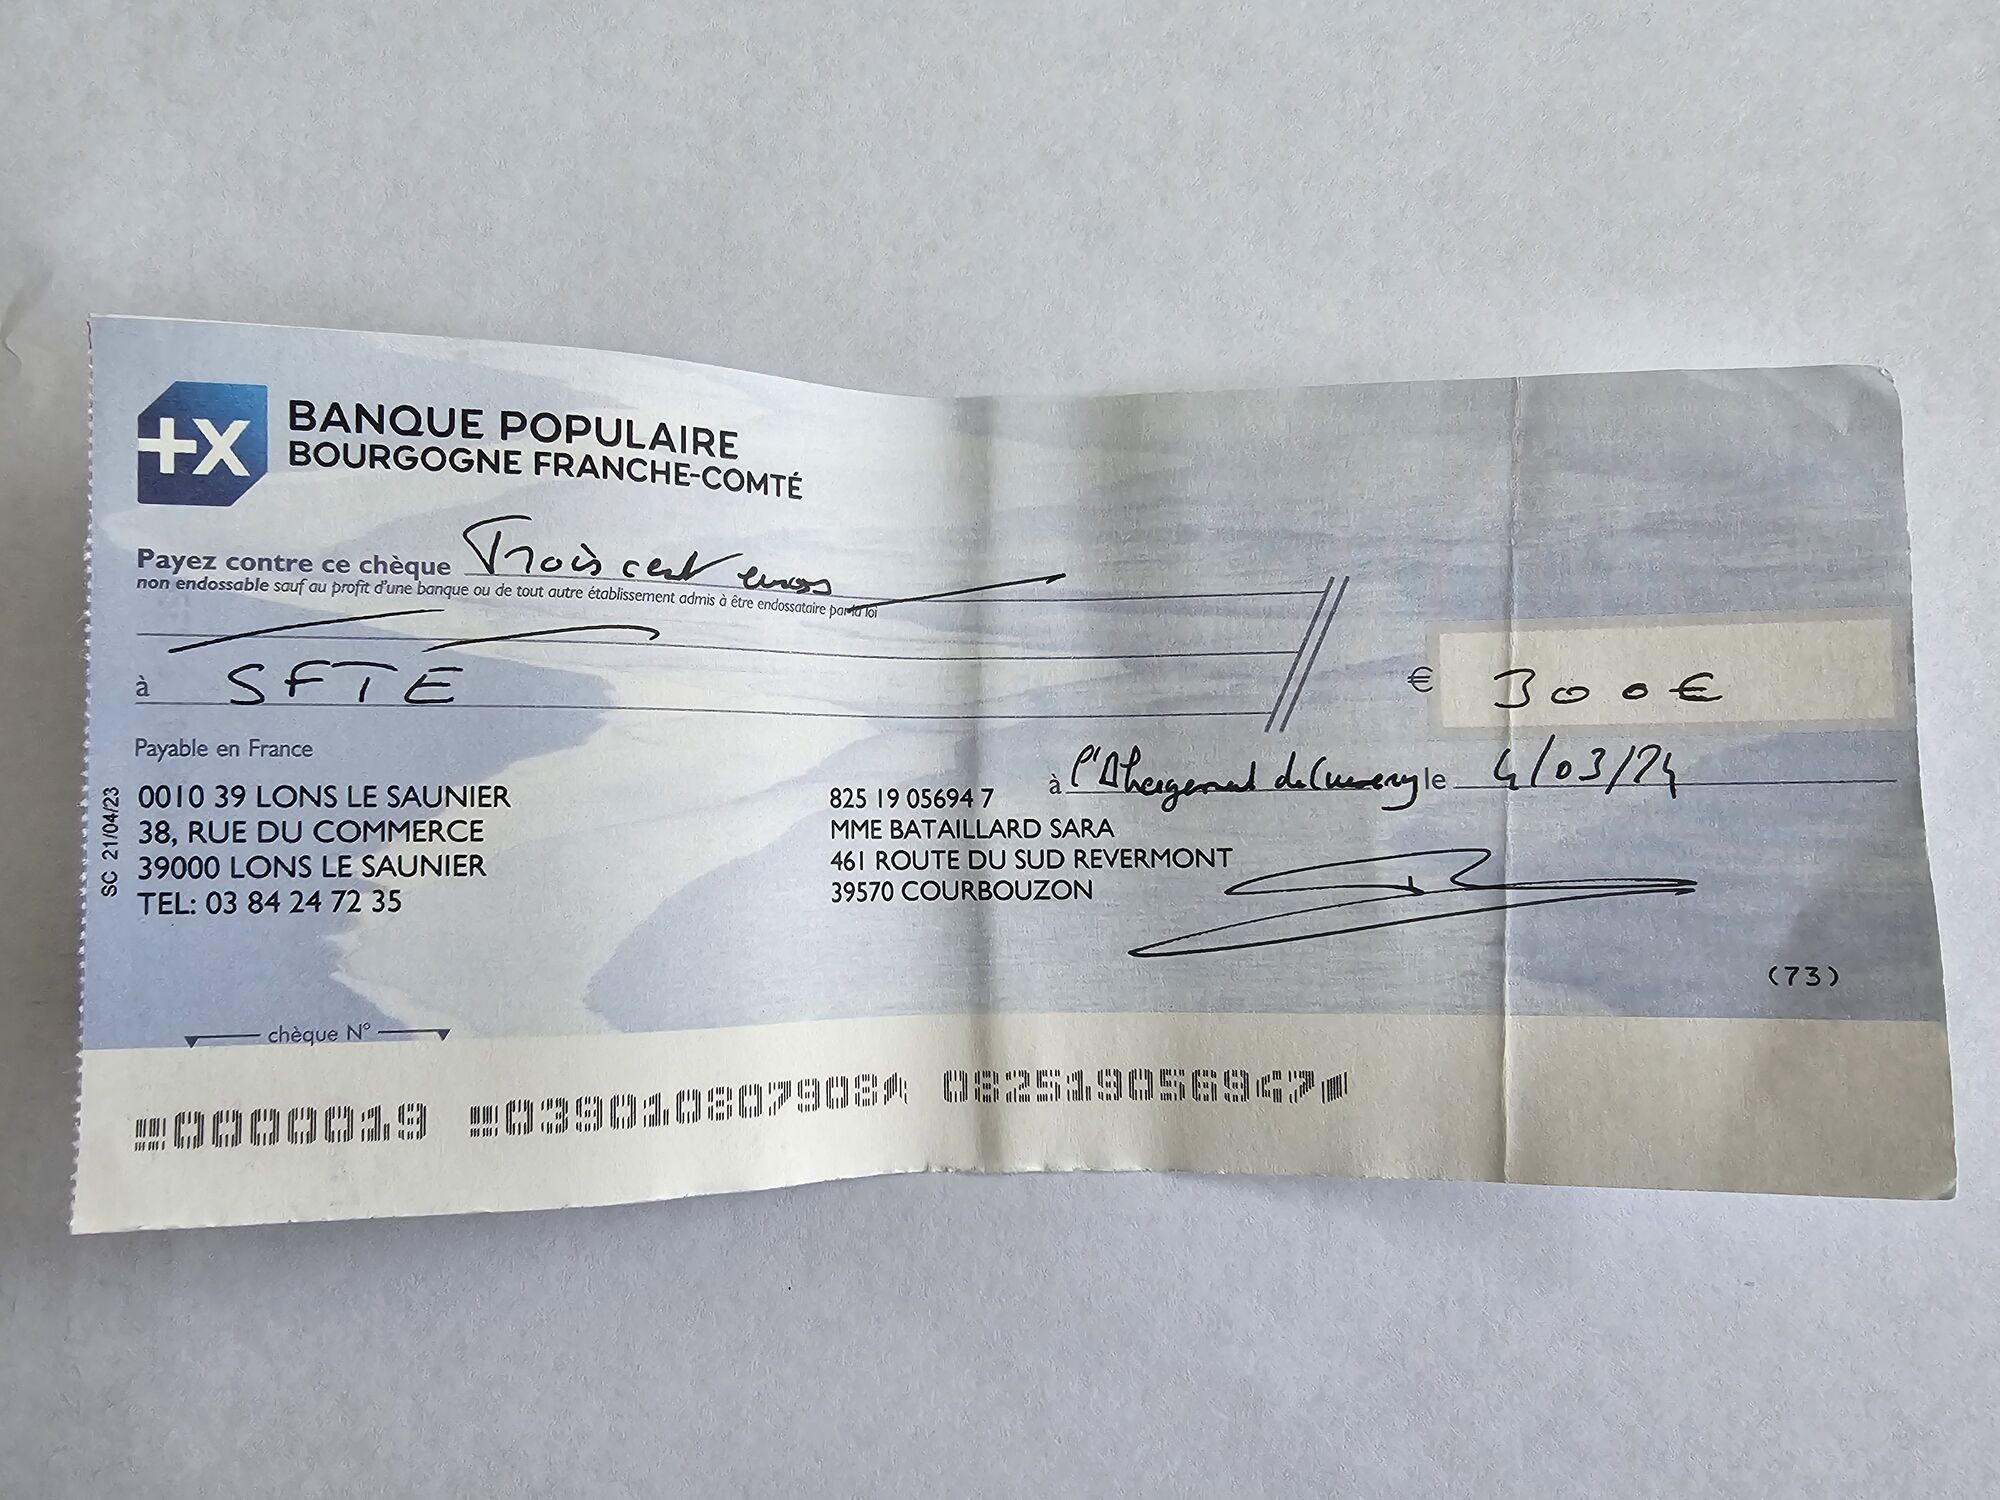 +X
BANQUE POPULAIRE
BOURGOGNE FRANCHE-COMTÉ
Payez contre ce chèque Trois cent euros
non endossable sauf au profit d'une banque ou de tout autre établissement admis à être endossataire par la loi
à SFTE
€ 300€
Payable en France
à l'Abergement de le 4/03/24
SC 21/04/23
0010 39 LONS LE SAUNIER
38, RUE DU COMMERCE
39000 LONS LE SAUNIER
TEL: 03 84 24 72 35
825 19 05694 7
MME BATAILLARD SARA
461 ROUTE DU SUD REVERMONT
39570 COURBOUZON
(73)
chèque N°
0000019 039010807908 082519056947